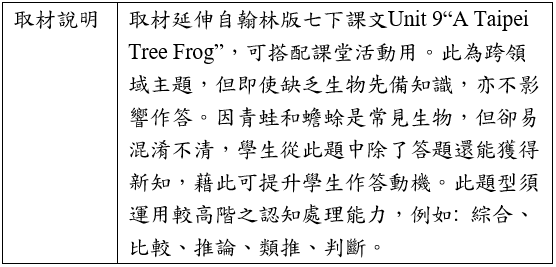 取材說明
取材延伸自翰林版七下課文Unit 9“A Taipei
Tree Frog”，可搭配課堂活動用。此為跨領
域主題，但即使缺乏生物先備知識，亦不影
響作答。因青蛙和蟾蜍是常見生物，但卻易
混淆不清，學生從此題中除了答題還能獲得
新知，藉此可提升學生作答動機。此題型須
運用較高階之認知處理能力，例如: 綜合、
比較、推論、類推、判斷。